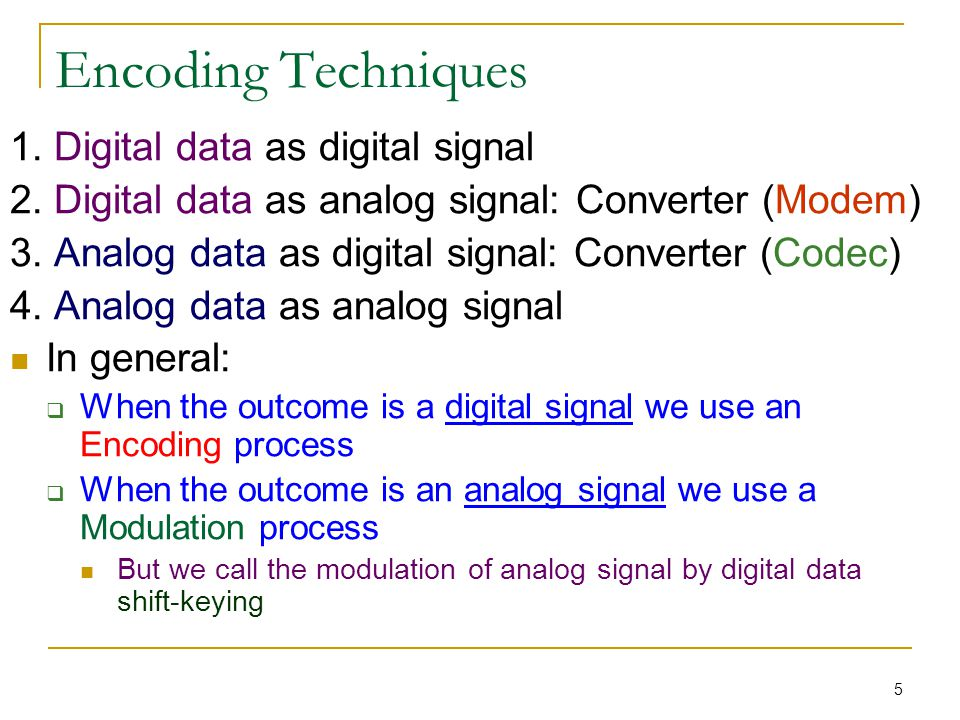 Encoding Techniques
1. Digital data as digital signal
2. Digital data as analog signal: Converter (Modem)
3. Analog data as digital signal: Converter (Codec)
4. Analog data as analog signal
In general:
When the outcome is a digital signal we use an
Encoding process
When the outcome is an analog signal we use a
Modulation process
But we call the modulation of analog signal by digital data
shift-keying
5